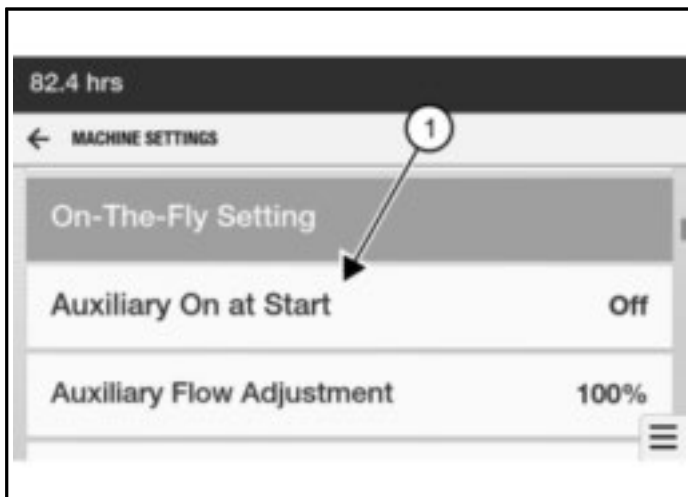 82.4 hrs
← MACHINE SETTINGS
1
On-The-Fly Setting
Auxiliary On at Start Off
Auxiliary Flow Adjustment 100%